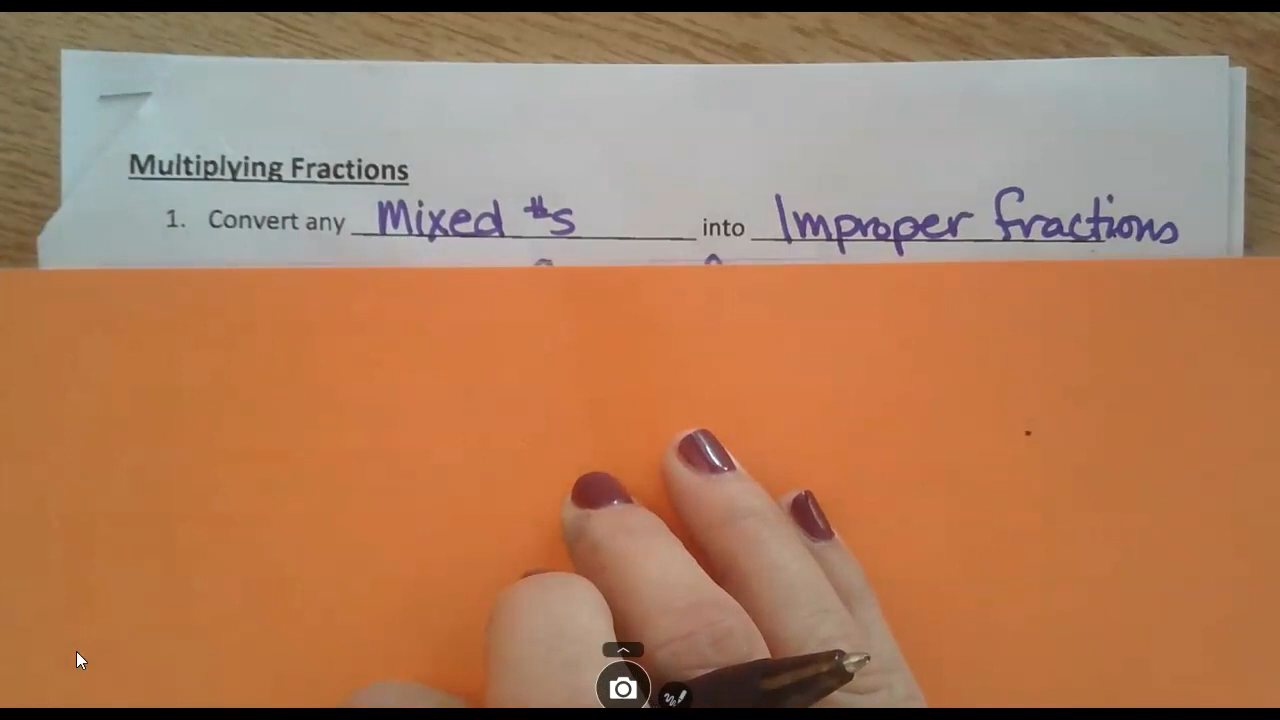 Multiplying Fractions
1. Convert any Mixed #s into Improper fractions